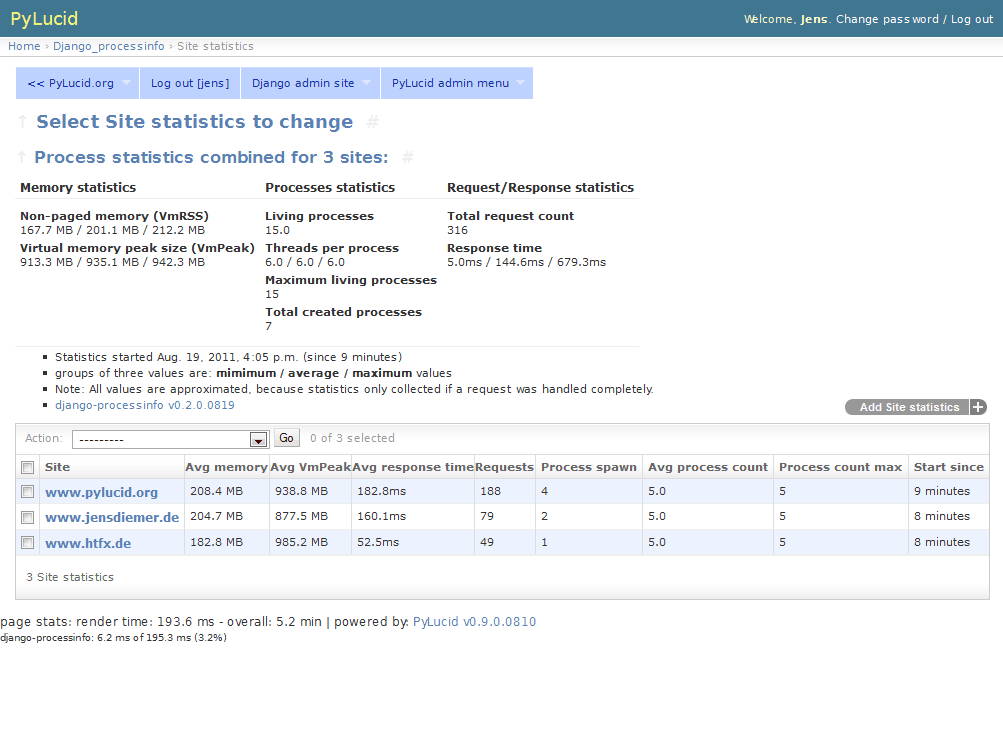 PyLucid
Welcome, Jens. Change password / Log out
Home › Django_processinfo › Site statistics
<< PyLucid.org Log out [jens] Django admin site PyLucid admin menu
↑ Select Site statistics to change #
↑ Process statistics combined for 3 sites: #
Memory statistics Processes statistics Request/Response statistics
Non-paged memory (VmRSS) Living processes Total request count
167.7 MB / 201.1 MB / 212.2 MB 15.0 316
Virtual memory peak size (VmPeak) Threads per process Response time
913.3 MB / 935.1 MB / 942.3 MB 6.0 / 6.0 / 6.0 5.0ms / 144.6ms / 679.3ms
Maximum living processes
15
Total created processes
7
▪ Statistics started Aug. 19, 2011, 4:05 p.m. (since 9 minutes)
▪ groups of three values are: mimimum / average / maximum values
▪ Note: All values are approximated, because statistics only collected if a request was handled completely.
▪ django-processinfo v0.2.0.0819
Add Site statistics +
Action: --------- Go 0 of 3 selected
Site Avg memory Avg VmPeak Avg response time Requests Process spawn Avg process count Process count max Start since
www.pylucid.org 208.4 MB 938.8 MB 182.8ms 188 4 5.0 5 9 minutes
www.jensdiemer.de 204.7 MB 877.5 MB 160.1ms 79 2 5.0 5 8 minutes
www.htfx.de 182.8 MB 985.2 MB 52.5ms 49 1 5.0 5 8 minutes
3 Site statistics
page stats: render time: 193.6 ms - overall: 5.2 min | powered by: PyLucid v0.9.0.0810
django-processinfo: 6.2 ms of 195.3 ms (3.2%)